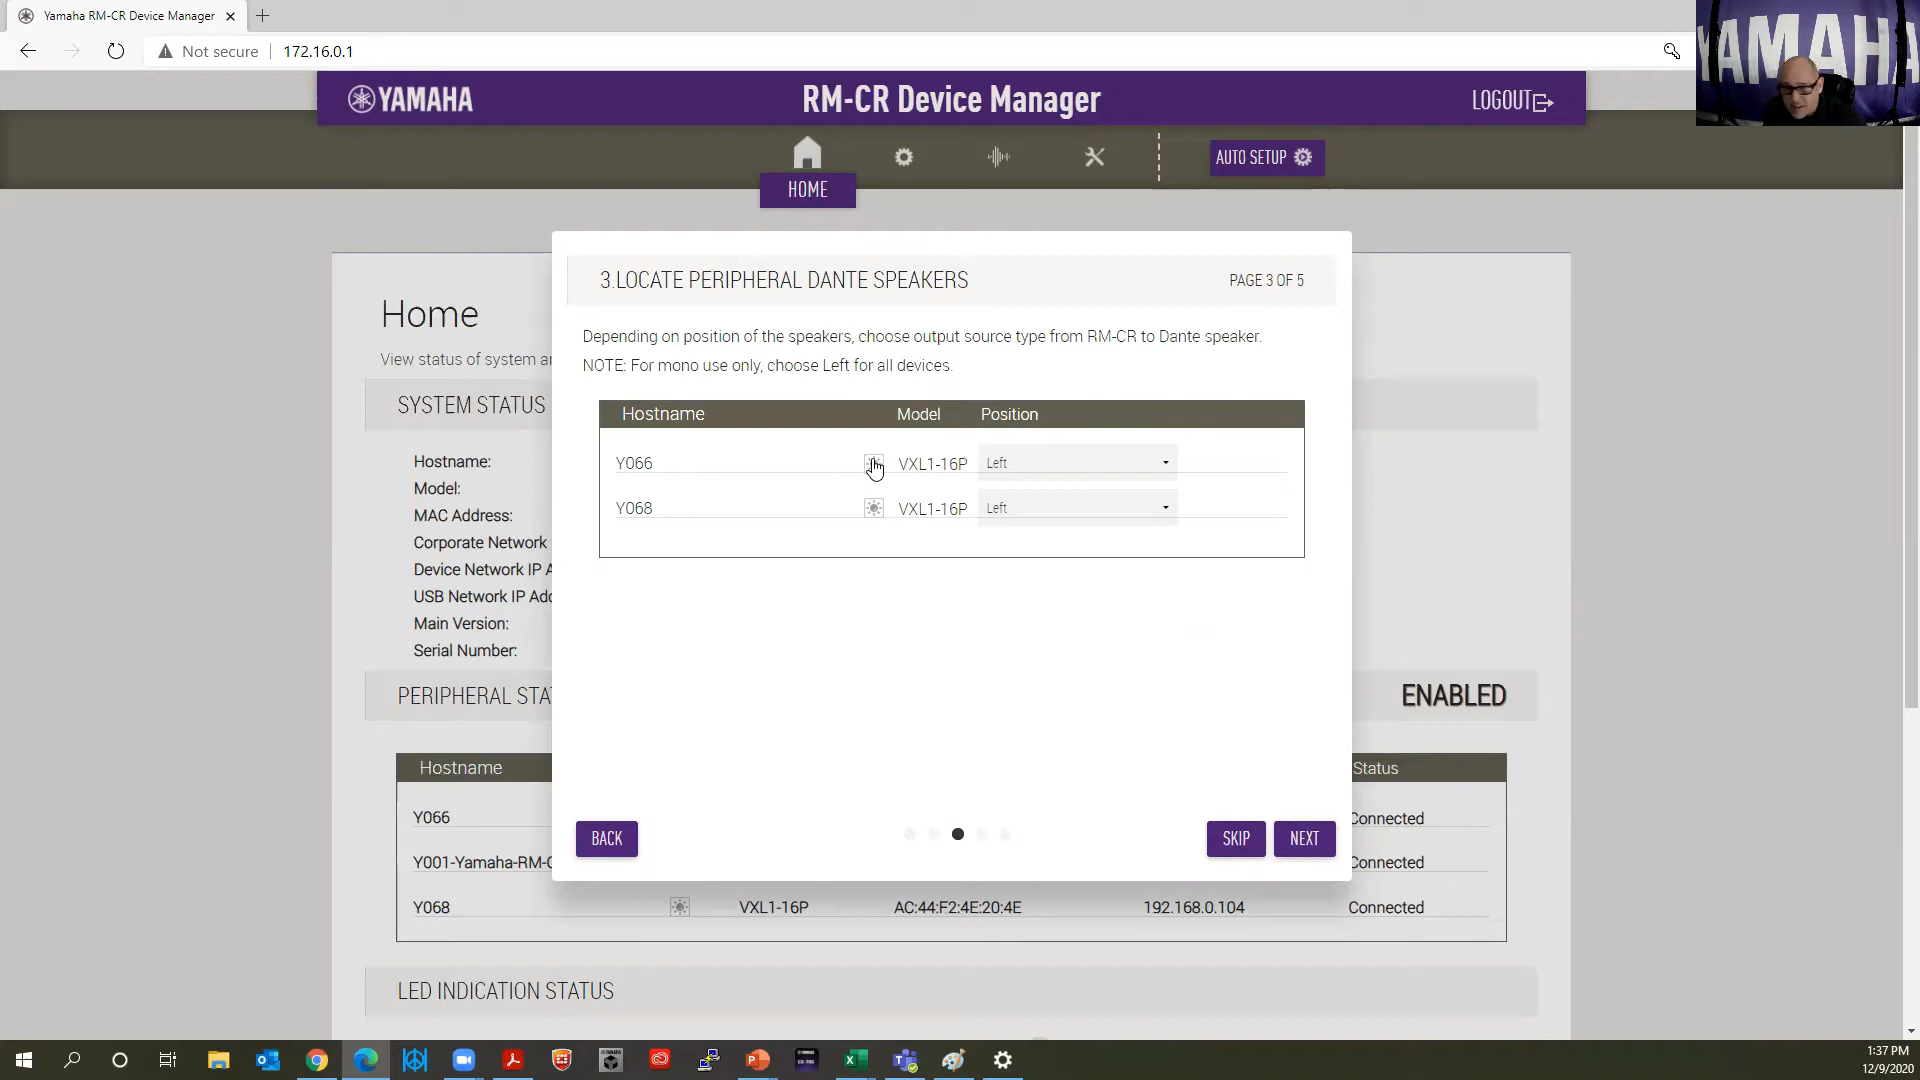 Yamaha RM-CR Device Manager
Not secure
172.16.0.1
YAMAHA
RM-CR Device Manager
LOGOUT
YAMAHA
AUTO SETUP
HOME
3.LOCATE PERIPHERAL DANTE SPEAKERS
PAGE 3 OF 5
Depending on position of the speakers, choose output source type from RM-CR to Dante speaker.
NOTE: For mono use only, choose Left for all devices.
Hostname Model Position
Y066 VXL1-16P Left
Y068 VXL1-16P Left
BACK
SKIP
NEXT
Home
View status of system
SYSTEM STATUS
Hostname:
Model:
MAC Address:
Corporate Network
Device Network IP A
USB Network IP Add
Main Version:
Serial Number:
PERIPHERAL STA
ENABLED
Hostname Status
Y066 Connected
Y001-Yamaha-RM-C Connected
Y068 VXL1-16P AC:44:F2:4E:20:4E 192.168.0.104 Connected
LED INDICATION STATUS
1:37 PM
12/9/2020